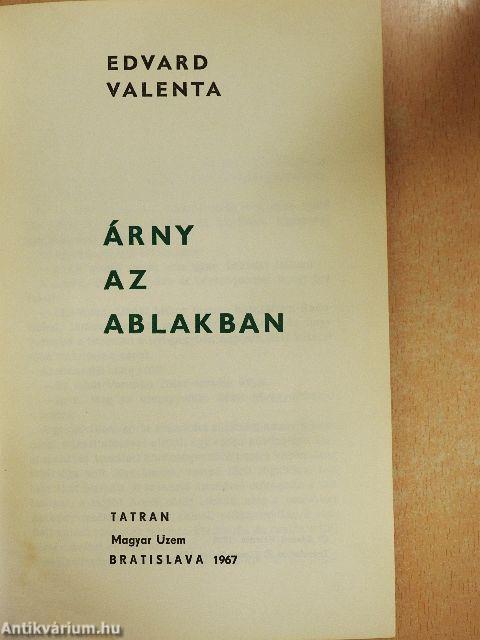 EDVARD
VALENTA
ÁRNY
AZ
ABLAKBAN
TATRAN
Magyar Uzem
BRATISLAVA 1967
Antikvárium.hu